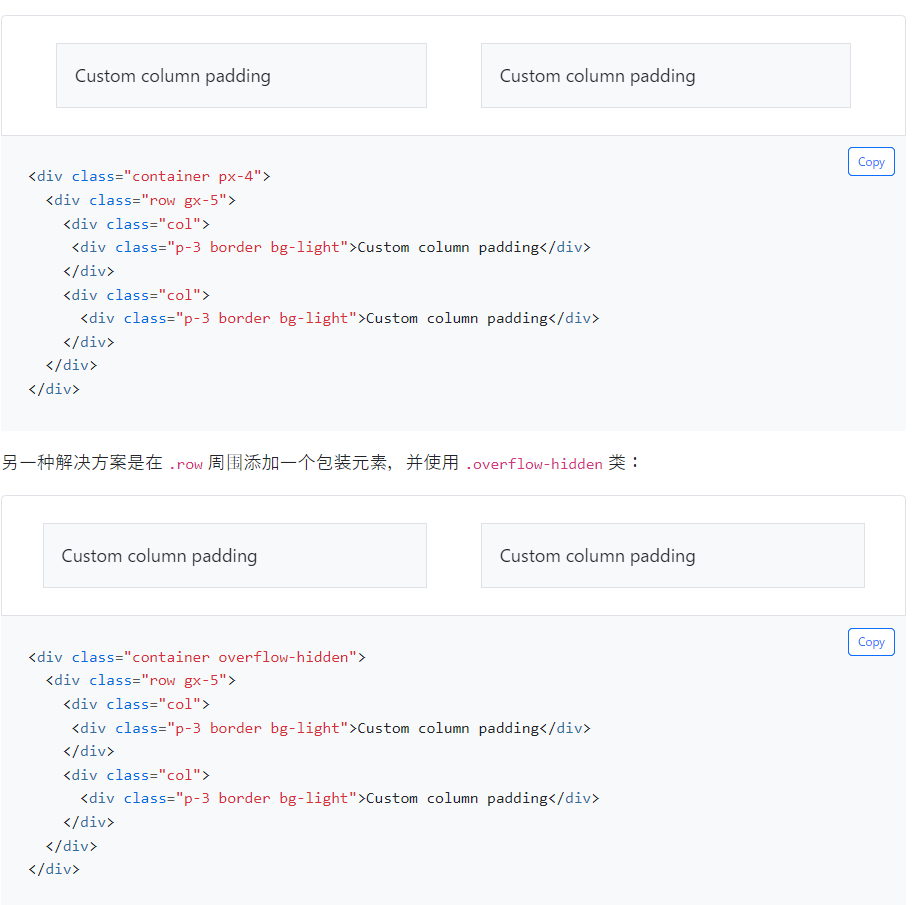 Custom column padding Custom column padding
Copy
<div class="container px-4">
  <div class="row gx-5">
    <div class="col">
     <div class="p-3 border bg-light">Custom column padding</div>
    </div>
    <div class="col">
      <div class="p-3 border bg-light">Custom column padding</div>
    </div>
  </div>
</div>
另一种解决方案是在 .row 周围添加一个包装元素，并使用 .overflow-hidden 类：
Custom column padding Custom column padding
Copy
<div class="container overflow-hidden">
  <div class="row gx-5">
    <div class="col">
     <div class="p-3 border bg-light">Custom column padding</div>
    </div>
    <div class="col">
      <div class="p-3 border bg-light">Custom column padding</div>
    </div>
  </div>
</div>